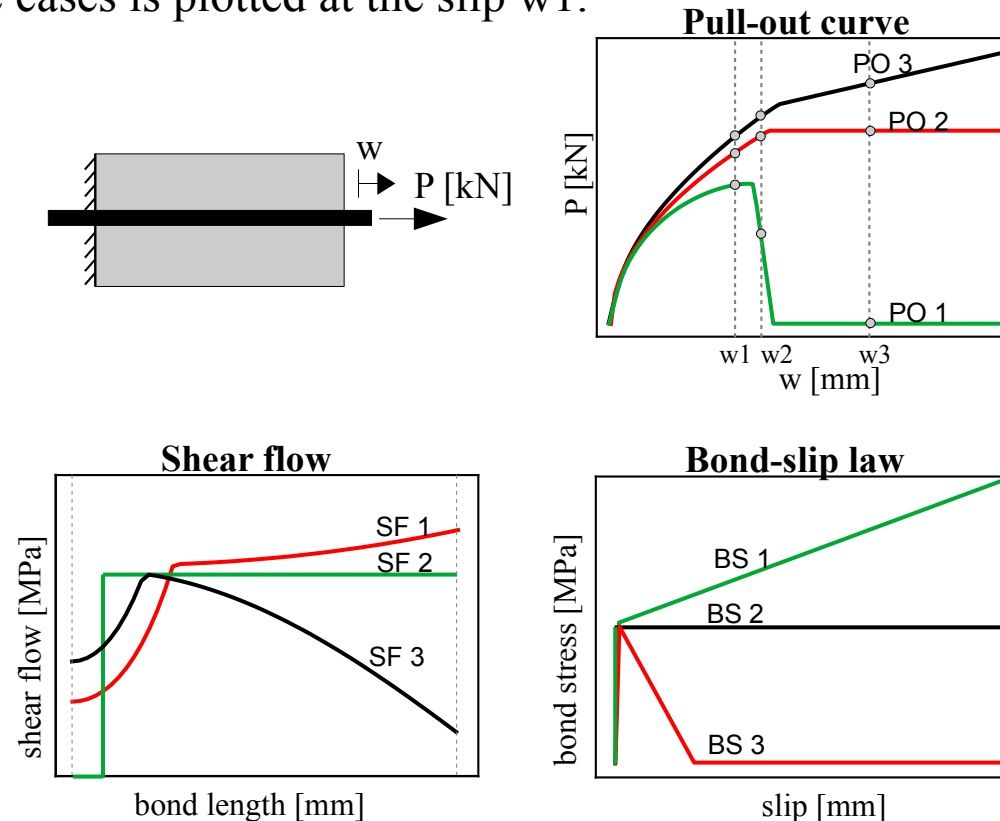 cases is plotted at the slip w1.
Pull-out curve
w
P [kN]
P [kN]
PO 3
PO 2
PO 1
w1 w2 w3
w [mm]
Shear flow
shear flow [MPa]
SF 1
SF 2
SF 3
bond length [mm]
Bond-slip law
bond stress [MPa]
BS 1
BS 2
BS 3
slip [mm]